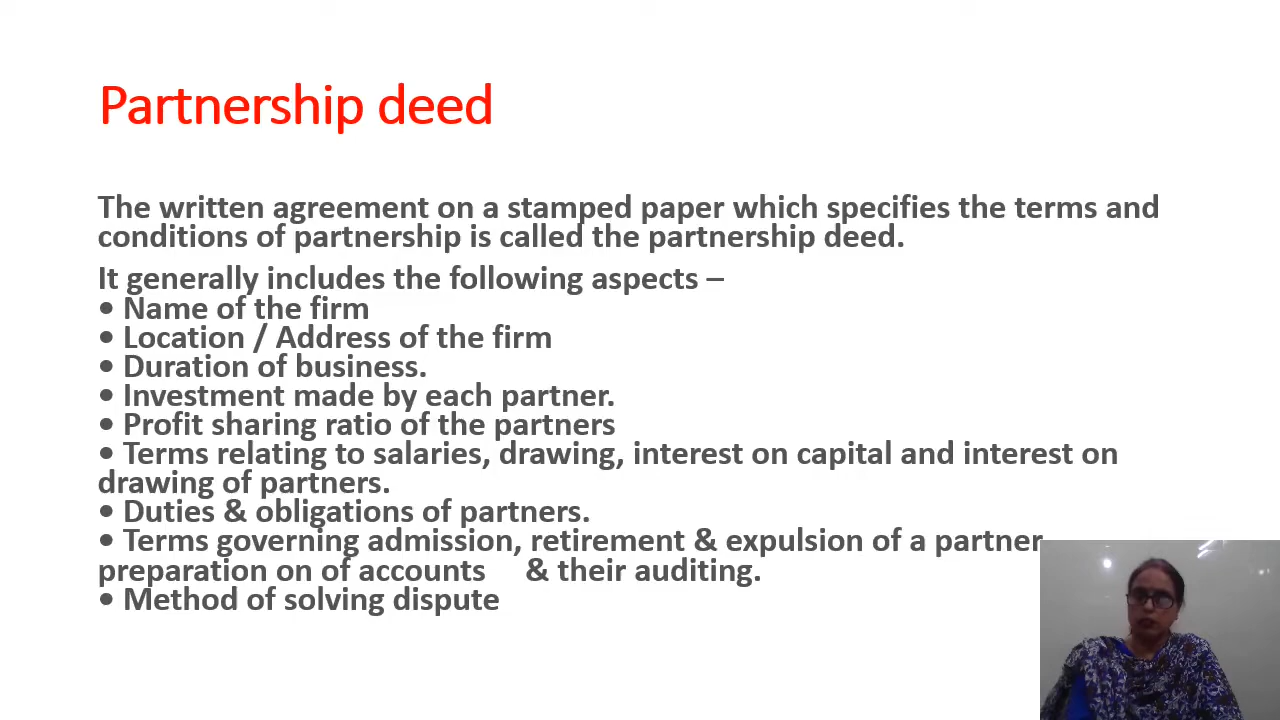 Partnership deed
The written agreement on a stamped paper which specifies the terms and
conditions of partnership is called the partnership deed.
It generally includes the following aspects –
• Name of the firm
• Location / Address of the firm
• Duration of business.
• Investment made by each partner.
• Profit sharing ratio of the partners
• Terms relating to salaries, drawing, interest on capital and interest on
drawing of partners.
• Duties & obligations of partners.
• Terms governing admission, retirement & expulsion of a partner
preparation on of accounts & their auditing.
• Method of solving dispute